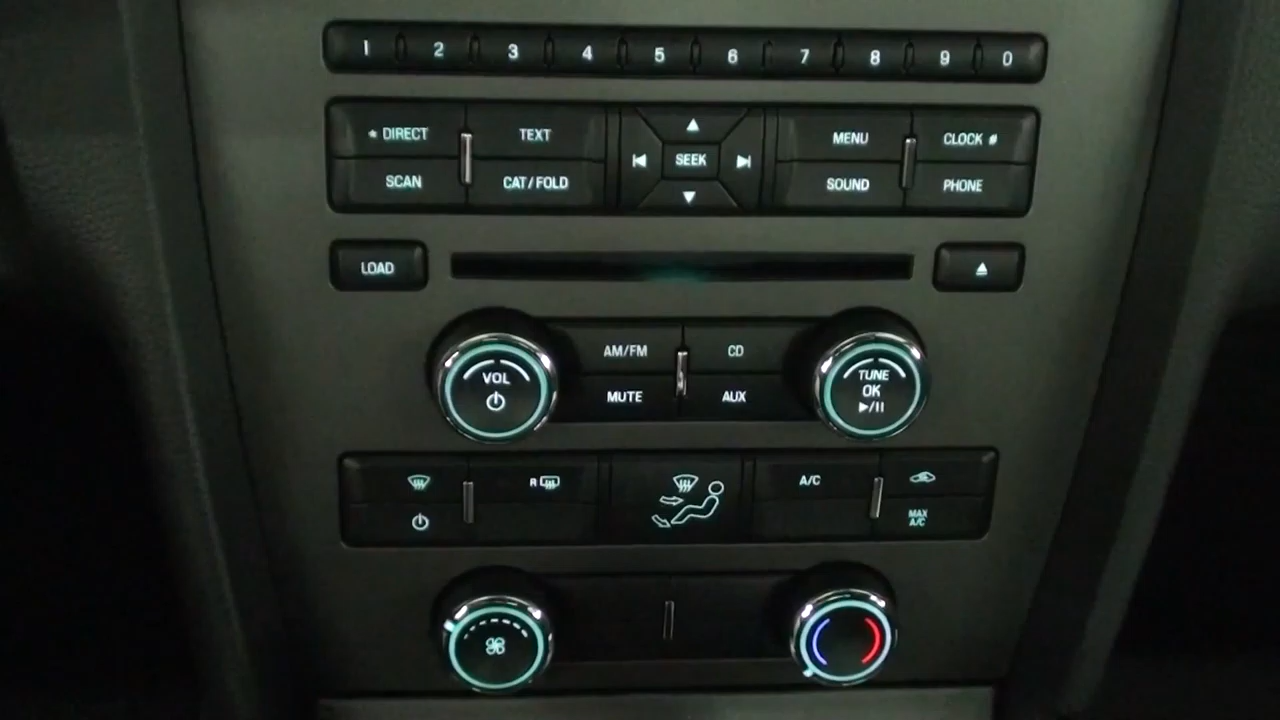 1 2 3 4 5 6 7 8 9 0
* DIRECT TEXT MENU CLOCK #
SEEK
SCAN CAT/FOLD SOUND PHONE
LOAD
AM/FM CD
VOL TUNE
OK
MUTE AUX
R A/C
MAX
A/C